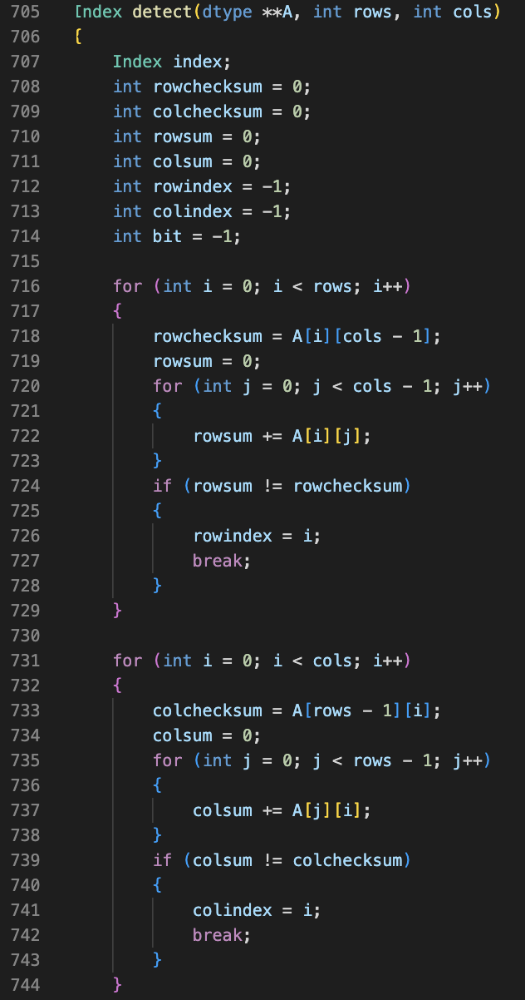 705 Index detect(dtype **A, int rows, int cols)
706 {
707     Index index;
708     int rowchecksum = 0;
709     int colchecksum = 0;
710     int rowsum = 0;
711     int colsum = 0;
712     int rowindex = -1;
713     int colindex = -1;
714     int bit = -1;
715
716     for (int i = 0; i < rows; i++)
717     {
718         rowchecksum = A[i][cols - 1];
719         rowsum = 0;
720         for (int j = 0; j < cols - 1; j++)
721         {
722             rowsum += A[i][j];
723         }
724         if (rowsum != rowchecksum)
725         {
726             rowindex = i;
727             break;
728         }
729     }
730
731     for (int i = 0; i < cols; i++)
732     {
733         colchecksum = A[rows - 1][i];
734         colsum = 0;
735         for (int j = 0; j < rows - 1; j++)
736         {
737             colsum += A[j][i];
738         }
739         if (colsum != colchecksum)
740         {
741             colindex = i;
742             break;
743         }
744     }